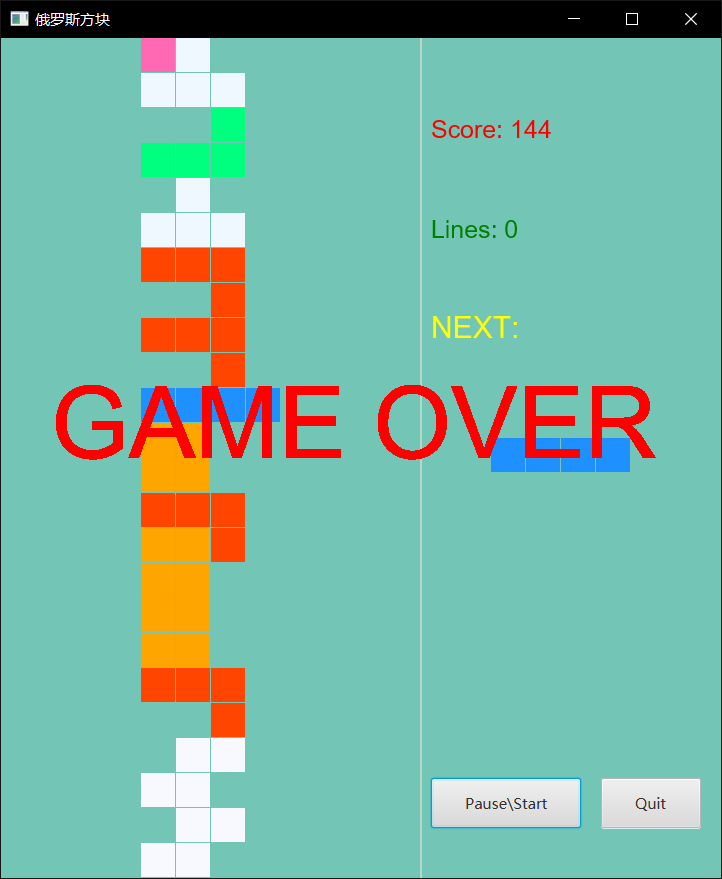 俄罗斯方块
Score: 144
Lines: 0
NEXT:
GAME OVER
Pause\Start
Quit